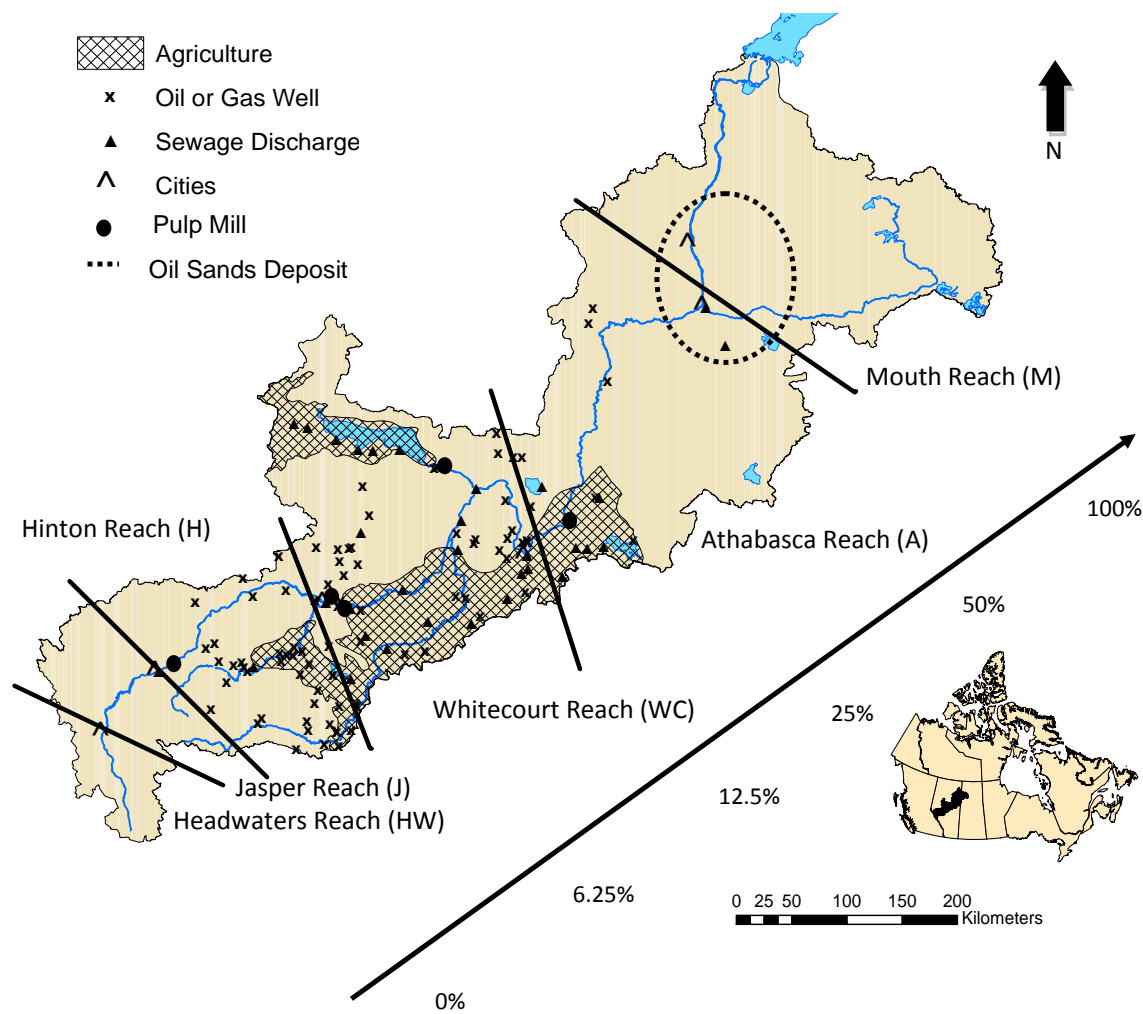 Agriculture
Oil or Gas Well
Sewage Discharge
Cities
Pulp Mill
Oil Sands Deposit
N
Mouth Reach (M)
Hinton Reach (H)
Athabasca Reach (A)
Whitecourt Reach (WC)
Jasper Reach (J)
Headwaters Reach (HW)
100%
50%
25%
12.5%
6.25%
0%
0 25 50 100 150 200
Kilometers